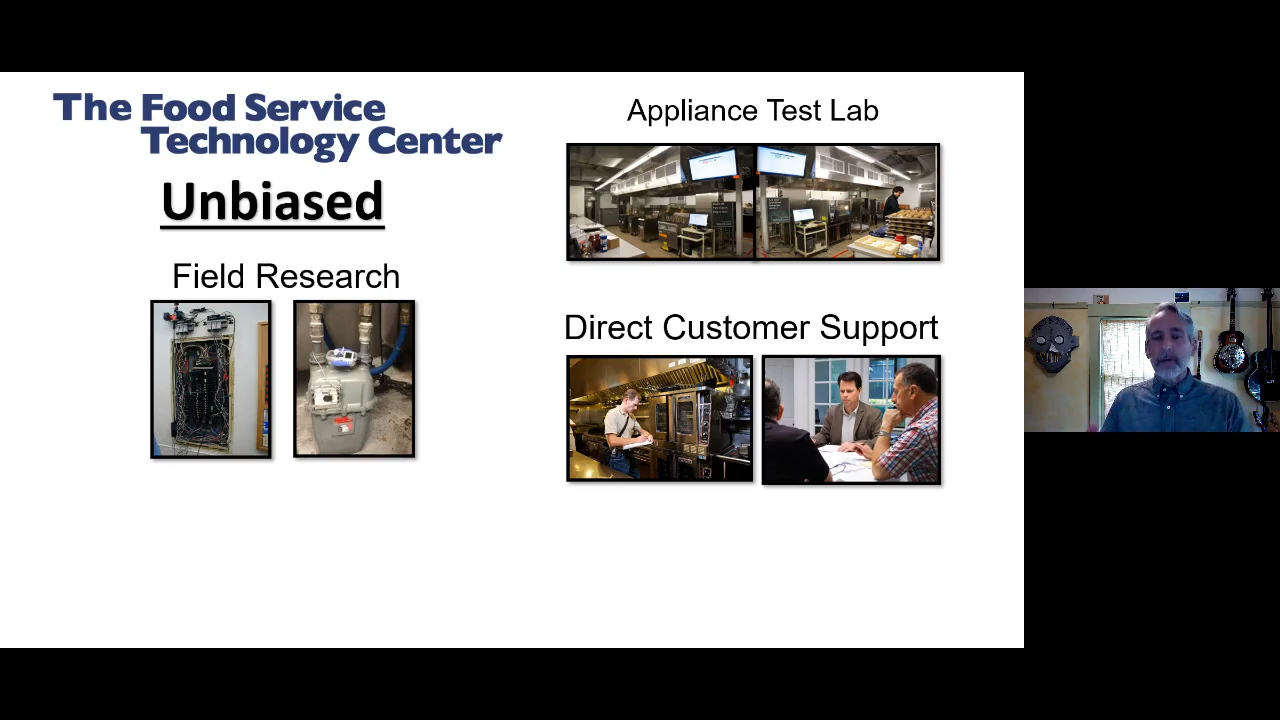 The Food Service
Technology Center
Unbiased
Field Research
Appliance Test Lab
Direct Customer Support